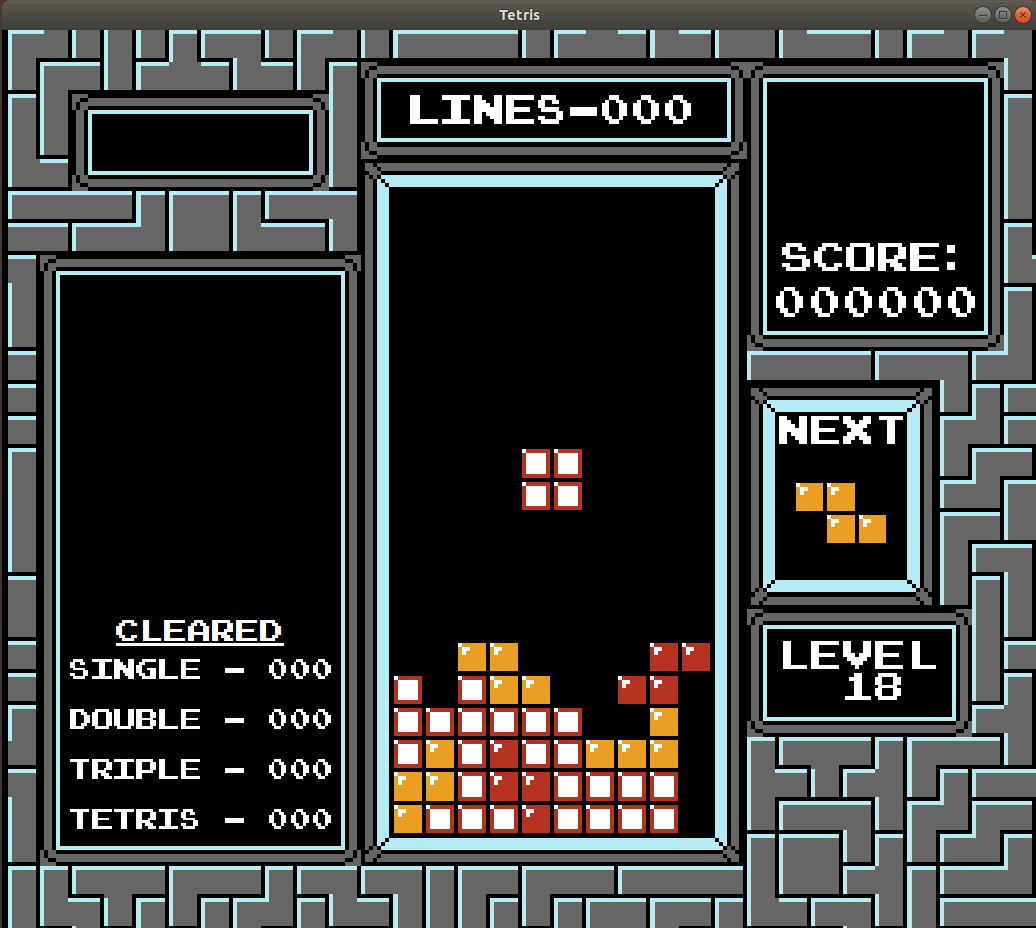 Tetris
LINES-000
SCORE:
000000
NEXT
CLEARED
SINGLE - 000
DOUBLE - 000
TRIPLE - 000
TETRIS - 000
LEVEL
18